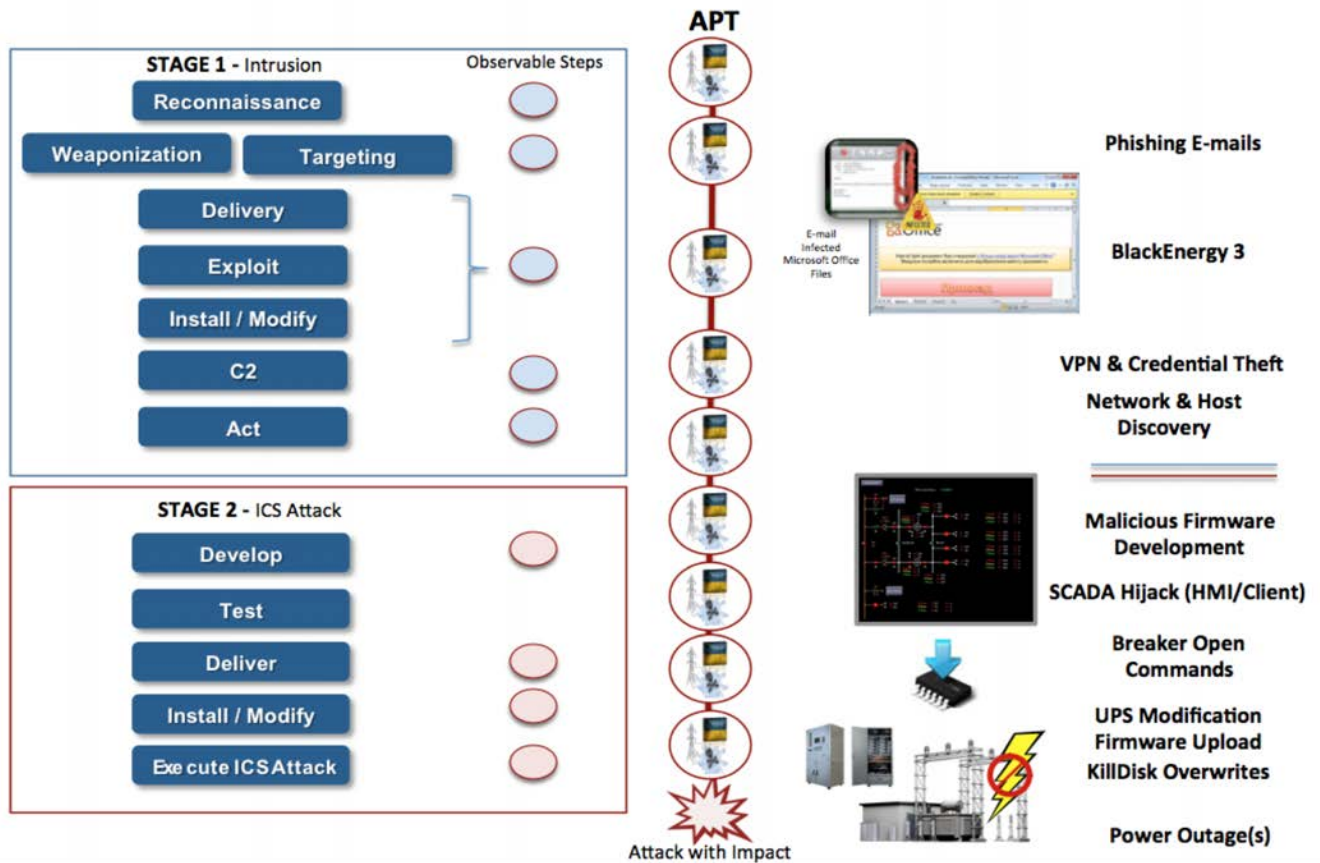 APT
STAGE 1 - Intrusion
Observable Steps
Reconnaissance
Weaponization
Targeting
Delivery
Exploit
Install / Modify
C2
Act
STAGE 2 - ICS Attack
Develop
Test
Deliver
Install / Modify
Execute ICS Attack
Attack with Impact
E-mail
Infected
Microsoft Office
Files
Office
Phishing E-mails
BlackEnergy 3
VPN & Credential Theft
Network & Host
Discovery
Malicious Firmware
Development
SCADA Hijack (HMI/Client)
Breaker Open
Commands
UPS Modification
Firmware Upload
KillDisk Overwrites
Power Outage(s)